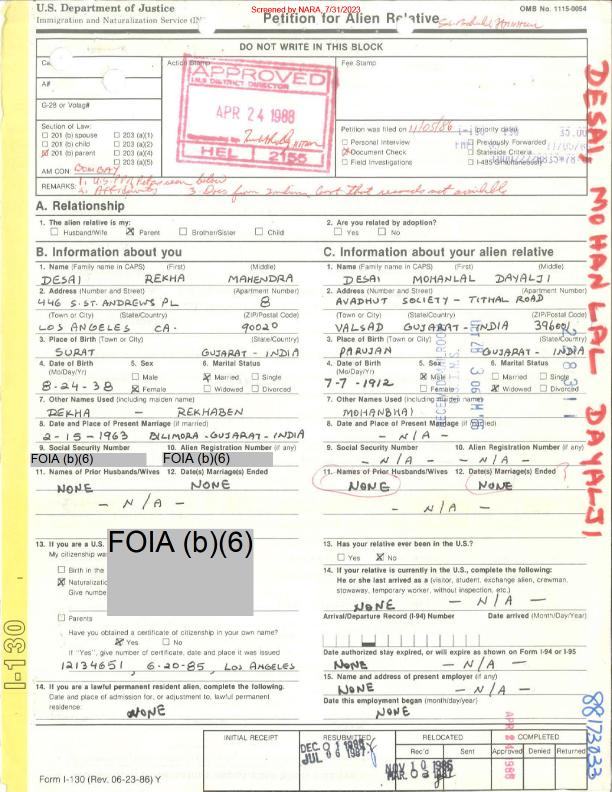 U.S. Department of Justice
Immigration and Naturalization Service
Screened by NARA, 7/31/2023
Petition for Alien Relative
OMB No. 1115-0054
DO NOT WRITE IN THIS BLOCK
Action Stamp
Fee Stamp
A#
G-28 or Volag#
APPROVED
I.N.S DISTRICT DIRECTOR
APR 24 1988
HEL 2155
Section of Law:
☐ 201 (b) spouse ☐ 203 (a)(1)
☐ 201 (b) child ☐ 203 (a)(2)
☒ 201 (b) parent ☐ 203 (a)(4)
☐ 203 (a)(5)
AM CON: BOMBAY
Petition was filed on 11/05/86 (priority date)
☐ Personal Interview ☐ Previously Forwarded
☒ Document Check ☐ Stateside Criteria
☐ Field Investigations ☐ I-485 Simultaneously
REMARKS: 1. U.S. PPT
2. Affidavits 3. Docs from Indian Govt that records not available
A. Relationship
1. The alien relative is my:
☐ Husband/Wife ☒ Parent ☐ Brother/Sister ☐ Child
2. Are you related by adoption?
☐ Yes ☐ No
B. Information about you
1. Name (Family name in CAPS) (First) (Middle)
DESAI REKHA MAHENDRA
2. Address (Number and Street) (Apartment Number)
446 S. ST. ANDREWS PL 8
(Town or City) (State/Country) (ZIP/Postal Code)
LOS ANGELES CA. 90020
3. Place of Birth (Town or City) (State/Country)
SURAT GUJARAT - INDIA
4. Date of Birth (Mo/Day/Yr) 5. Sex 6. Marital Status
☐ Male ☒ Married ☐ Single
8-24-38 ☒ Female ☐ Widowed ☐ Divorced
7. Other Names Used (including maiden name)
REKHA - REKHABEN
8. Date and Place of Present Marriage (if married)
2-15-1963 BILIMORA-GUJARAT-INDIA
9. Social Security Number 10. Alien Registration Number (if any)
FOIA (b)(6) FOIA (b)(6)
11. Names of Prior Husbands/Wives 12. Date(s) Marriage(s) Ended
NONE NONE
- N/A -
13. If you are a U.S.
My citizenship wa
FOIA (b)(6)
☐ Birth in the
☒ Naturalizatio
Give numbe
☐ Parents
Have you obtained a certificate of citizenship in your own name?
☒ Yes ☐ No
If "Yes", give number of certificate, date and place it was issued
12134651, 6-20-85, LOS ANGELES
14. If you are a lawful permanent resident alien, complete the following:
Date and place of admission for, or adjustment to, lawful permanent
residence:
NONE
C. Information about your alien relative
1. Name (Family name in CAPS) (First) (Middle)
DESAI MOHANLAL DAYALJI
2. Address (Number and Street) (Apartment Number)
AVADHUT SOCIETY - TITHAL ROAD
(Town or City) (State/Country) (ZIP/Postal Code)
VALSAD GUJARAT-INDIA 396001
3. Place of Birth (Town or City) (State/Country)
PARUJAN GUJARAT - INDIA
4. Date of Birth (Mo/Day/Yr) 5. Sex 6. Marital Status
☒ Male ☐ Married ☐ Single
7-7-1912 ☐ Female ☒ Widowed ☐ Divorced
7. Other Names Used (including maiden name)
MOHANBHAI
8. Date and Place of Present Marriage (if married)
- N/A -
9. Social Security Number 10. Alien Registration Number (if any)
- N/A - - N/A -
11. Names of Prior Husbands/Wives 12. Date(s) Marriage(s) Ended ?
NONE NONE
- N/A -
13. Has your relative ever been in the U.S.?
☐ Yes ☒ No
14. If your relative is currently in the U.S., complete the following:
He or she last arrived as a (visitor, student, exchange alien, crewman,
stowaway, temporary worker, without inspection, etc.)
NONE - N/A -
Arrival/Departure Record (I-94) Number Date arrived (Month/Day/Year)
Date authorized stay expired, or will expire as shown on Form I-94 or I-95
NONE - N/A -
15. Name and address of present employer (if any)
NONE - N/A -
Date this employment began (month/day/year)
NONE
INITIAL RECEIPT
RESUBMITTED
DEC 01 1986
JUL 06 1987
RELOCATED
Rec'd Sent
NOV 10 1986
MAR 03 1987
COMPLETED
Approved Denied Returned
APR 24 1988
Form I-130 (Rev. 06-23-86) Y
I-130
DESAI, MOHANLAL DAYALJI
88173033